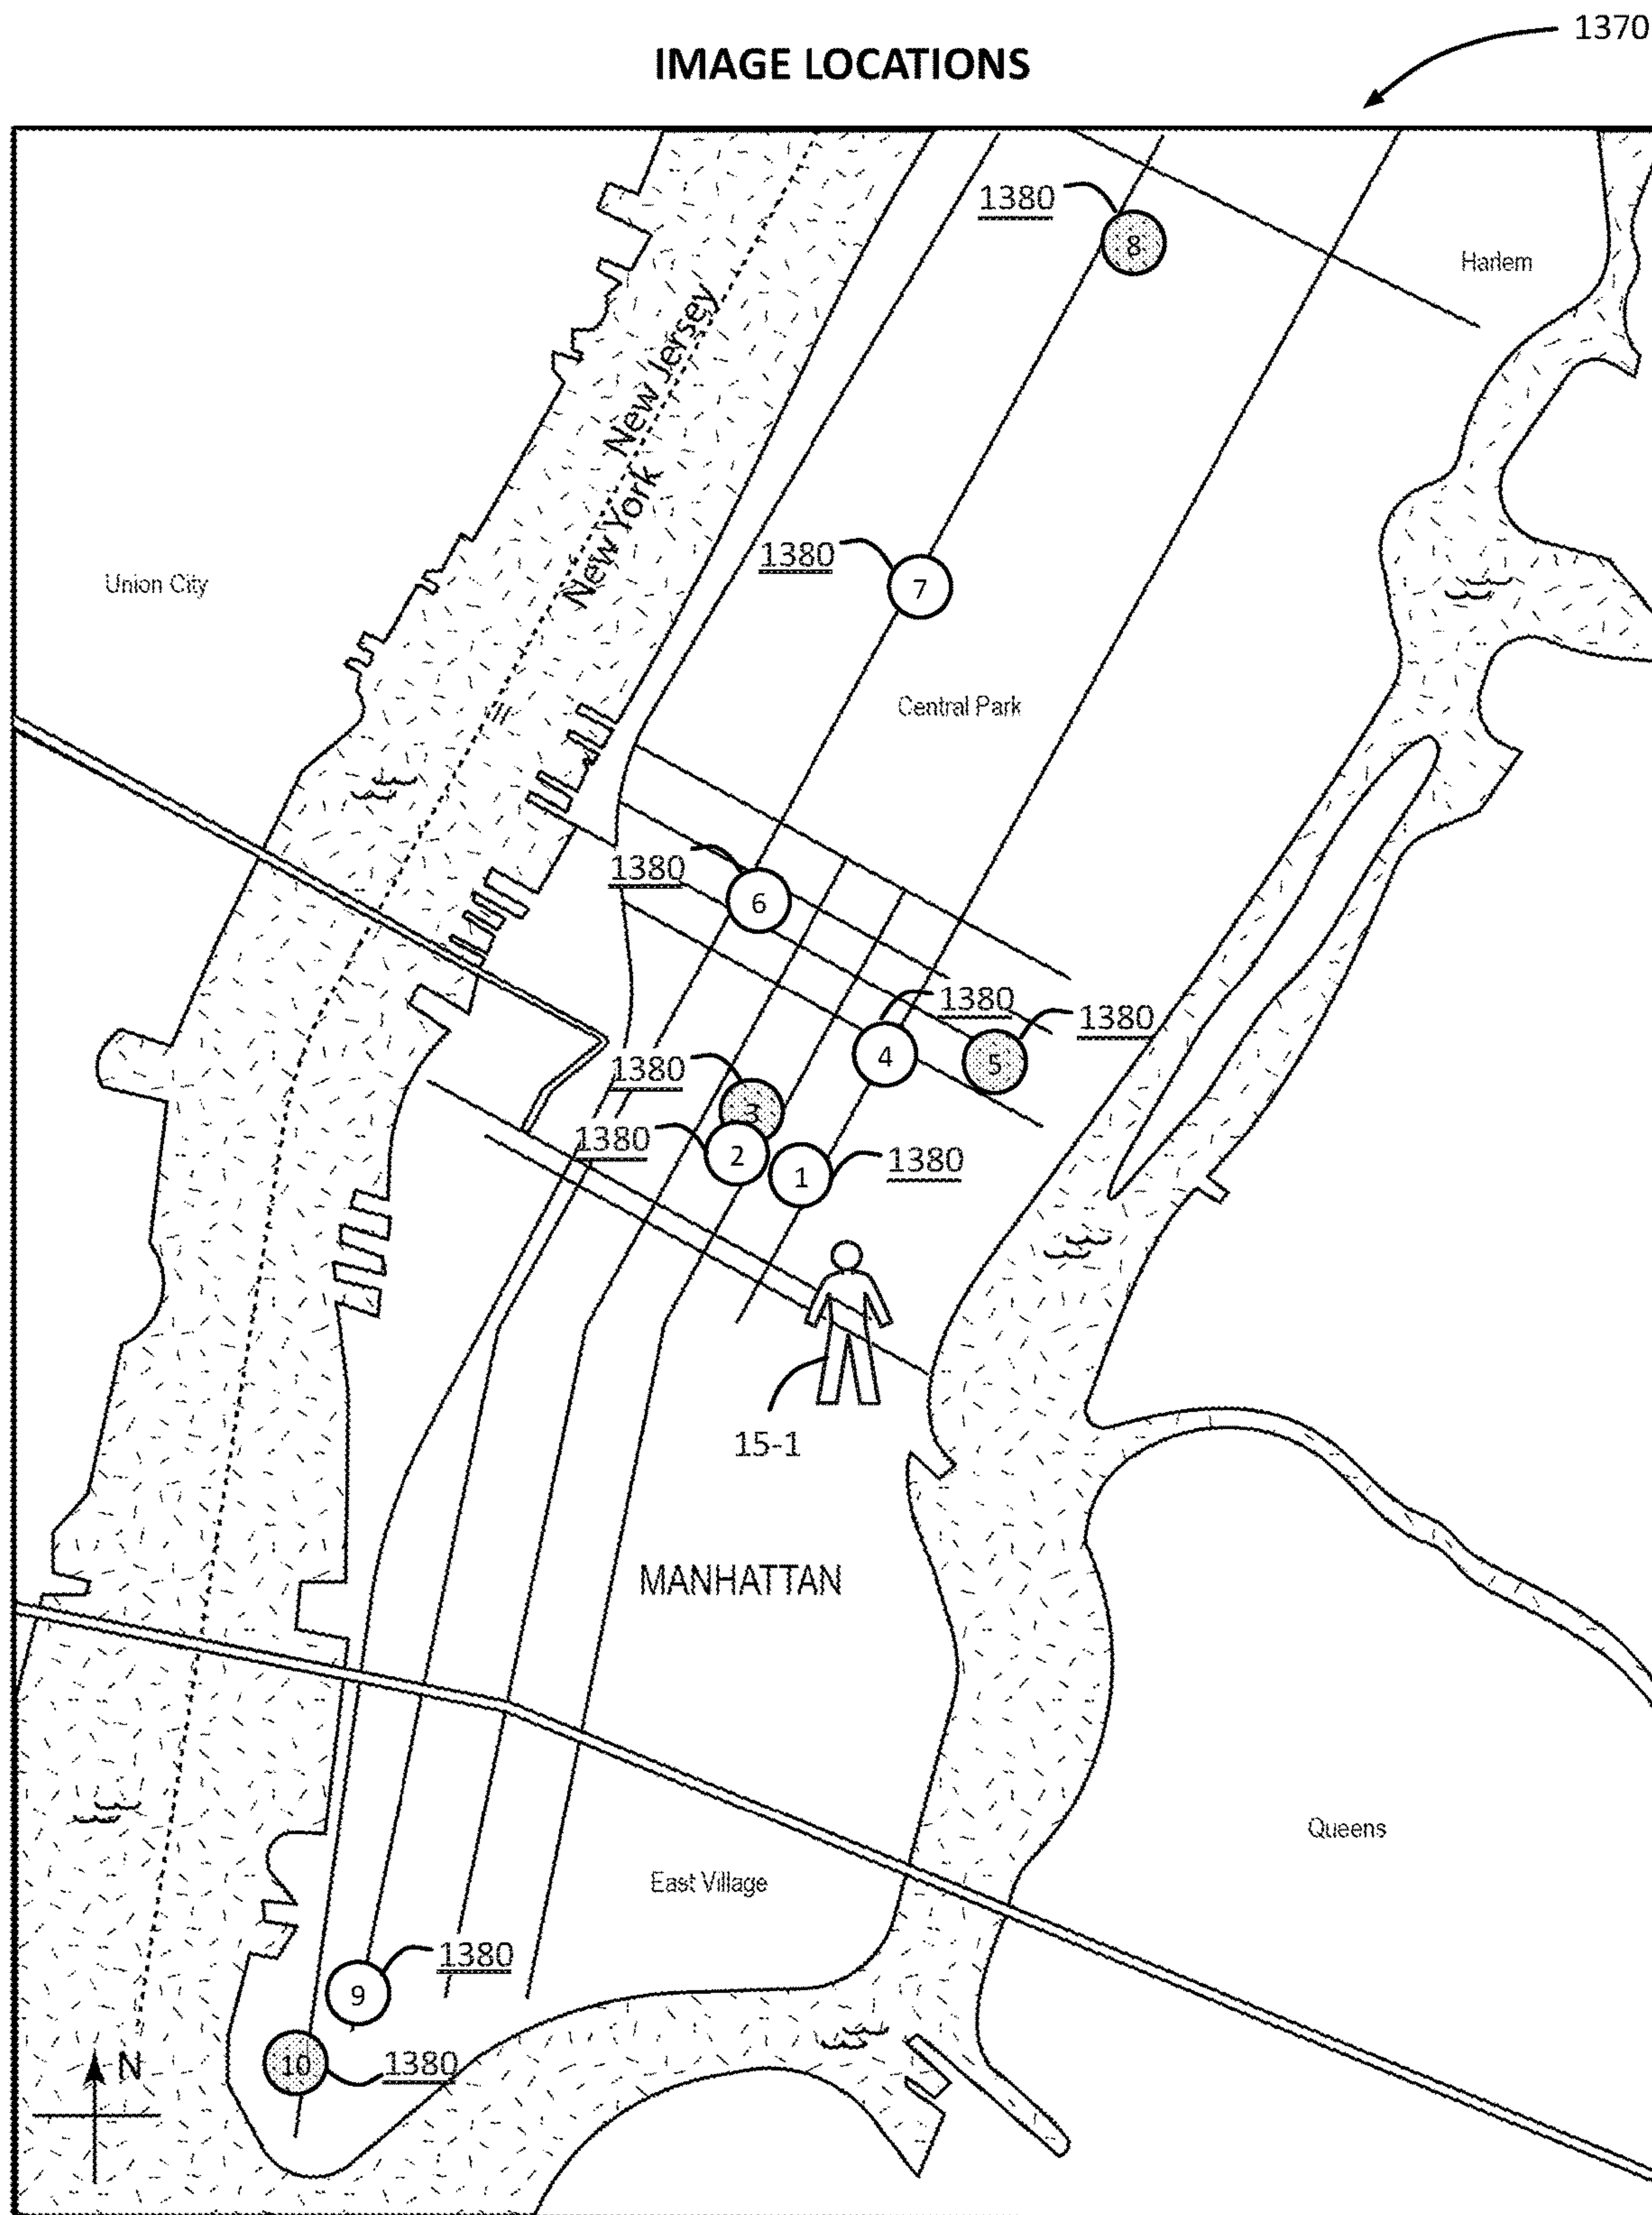 1370
IMAGE LOCATIONS
1380
8
Harlem
New Jersey
New York
1380
7
Union City
Central Park
1380
6
1380
1380
4
5
1380
3
1380
2
1
1380
15-1
MANHATTAN
Queens
East Village
1380
9
N
10
1380